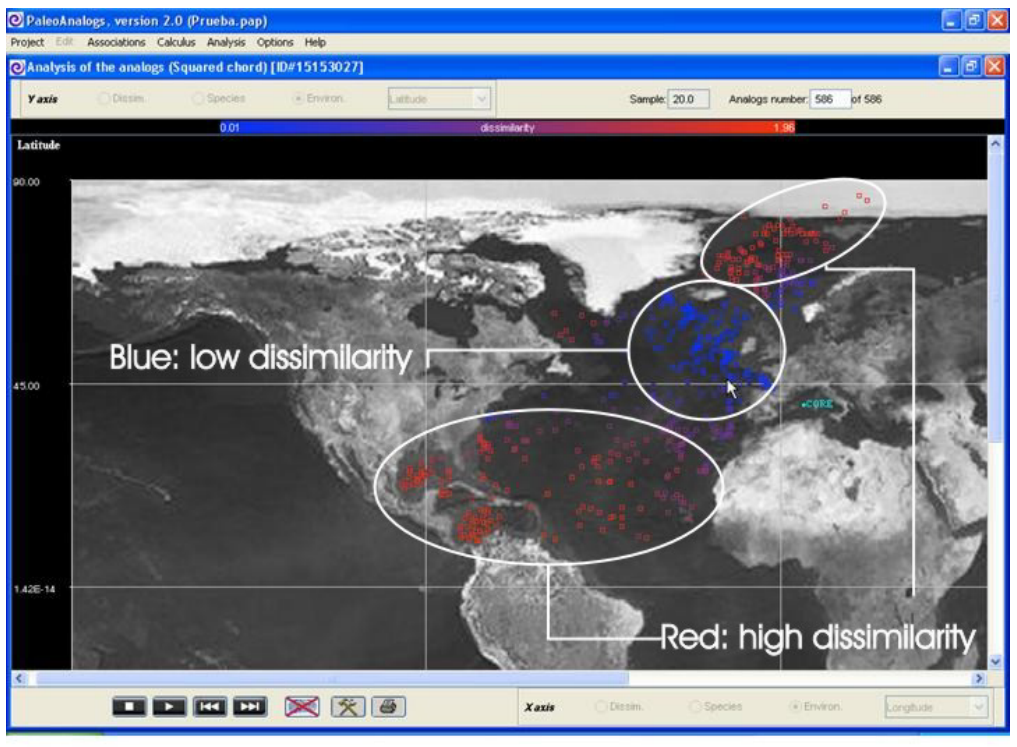 PaleoAnalogs, version 2.0 (Prueba.pap)
Project Edit Associations Calculus Analysis Options Help
Analysis of the analogs (Squared chord) [ID#15153027]
Y axis Dissim. Species Environ. Latitude Sample: 20.0 Analogs number: 586 of 586
0.01 dissimilarity 1.96
Latitude
90.00
Blue: low dissimilarity
45.00
CORE
1.42E-14
Red: high dissimilarity
X axis Dissim. Species Environ. Longitude